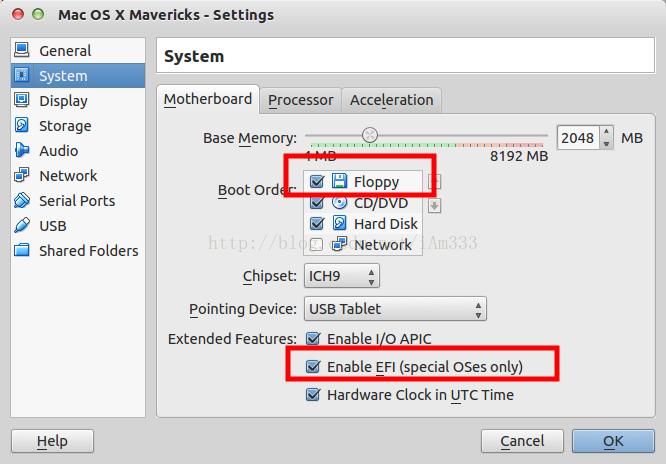 Mac OS X Mavericks - Settings
General
System
Display
Storage
Audio
Network
Serial Ports
USB
Shared Folders
System
Motherboard Processor Acceleration
Base Memory: 2048 MB
1 MB 8192 MB
Boot Order: Floppy
CD/DVD
Hard Disk
Network
Chipset: ICH9
Pointing Device: USB Tablet
Extended Features: Enable I/O APIC
Enable EFI (special OSes only)
Hardware Clock in UTC Time
Help Cancel OK